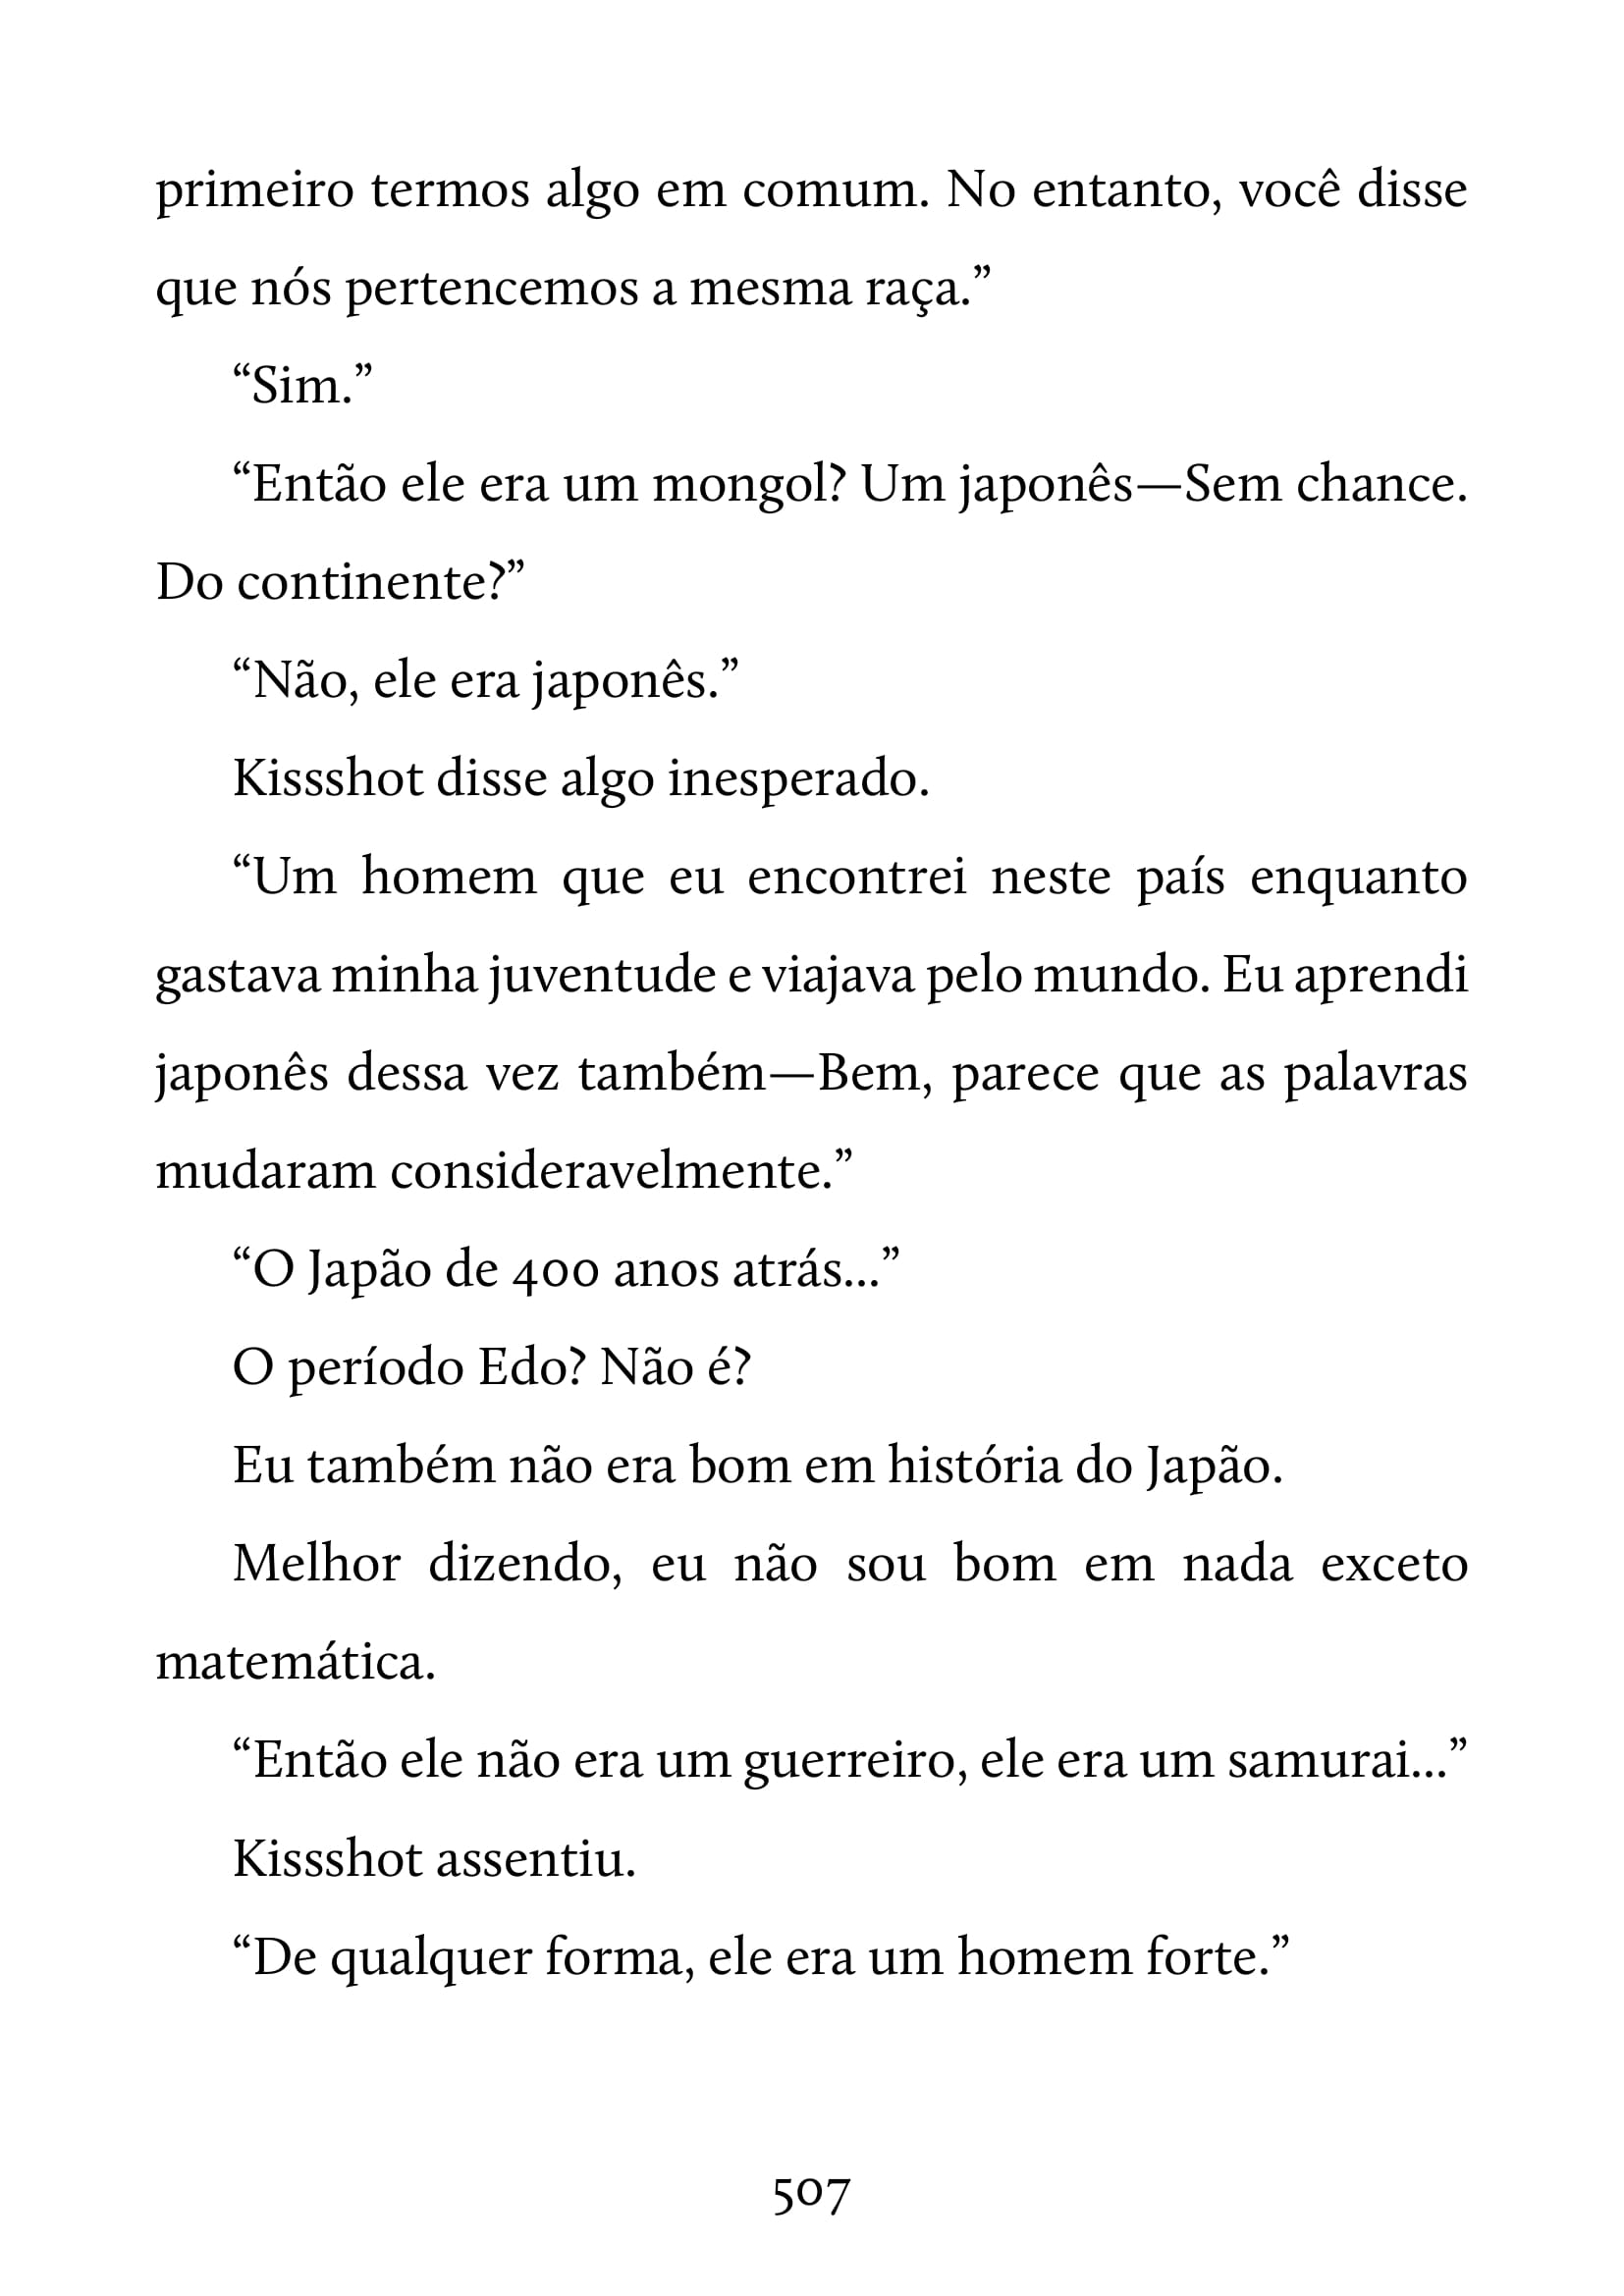 primeiro termos algo em comum. No entanto, você disse
que nós pertencemos a mesma raça.”
“Sim.”
“Então ele era um mongol? Um japonês—Sem chance.
Do continente?”
“Não, ele era japonês.”
Kissshot disse algo inesperado.
“Um homem que eu encontrei neste país enquanto
gastava minha juventude e viajava pelo mundo. Eu aprendi
japonês dessa vez também—Bem, parece que as palavras
mudaram consideravelmente.”
“O Japão de 400 anos atrás...”
O período Edo? Não é?
Eu também não era bom em história do Japão.
Melhor dizendo, eu não sou bom em nada exceto
matemática.
“Então ele não era um guerreiro, ele era um samurai...”
Kissshot assentiu.
“De qualquer forma, ele era um homem forte.”
507